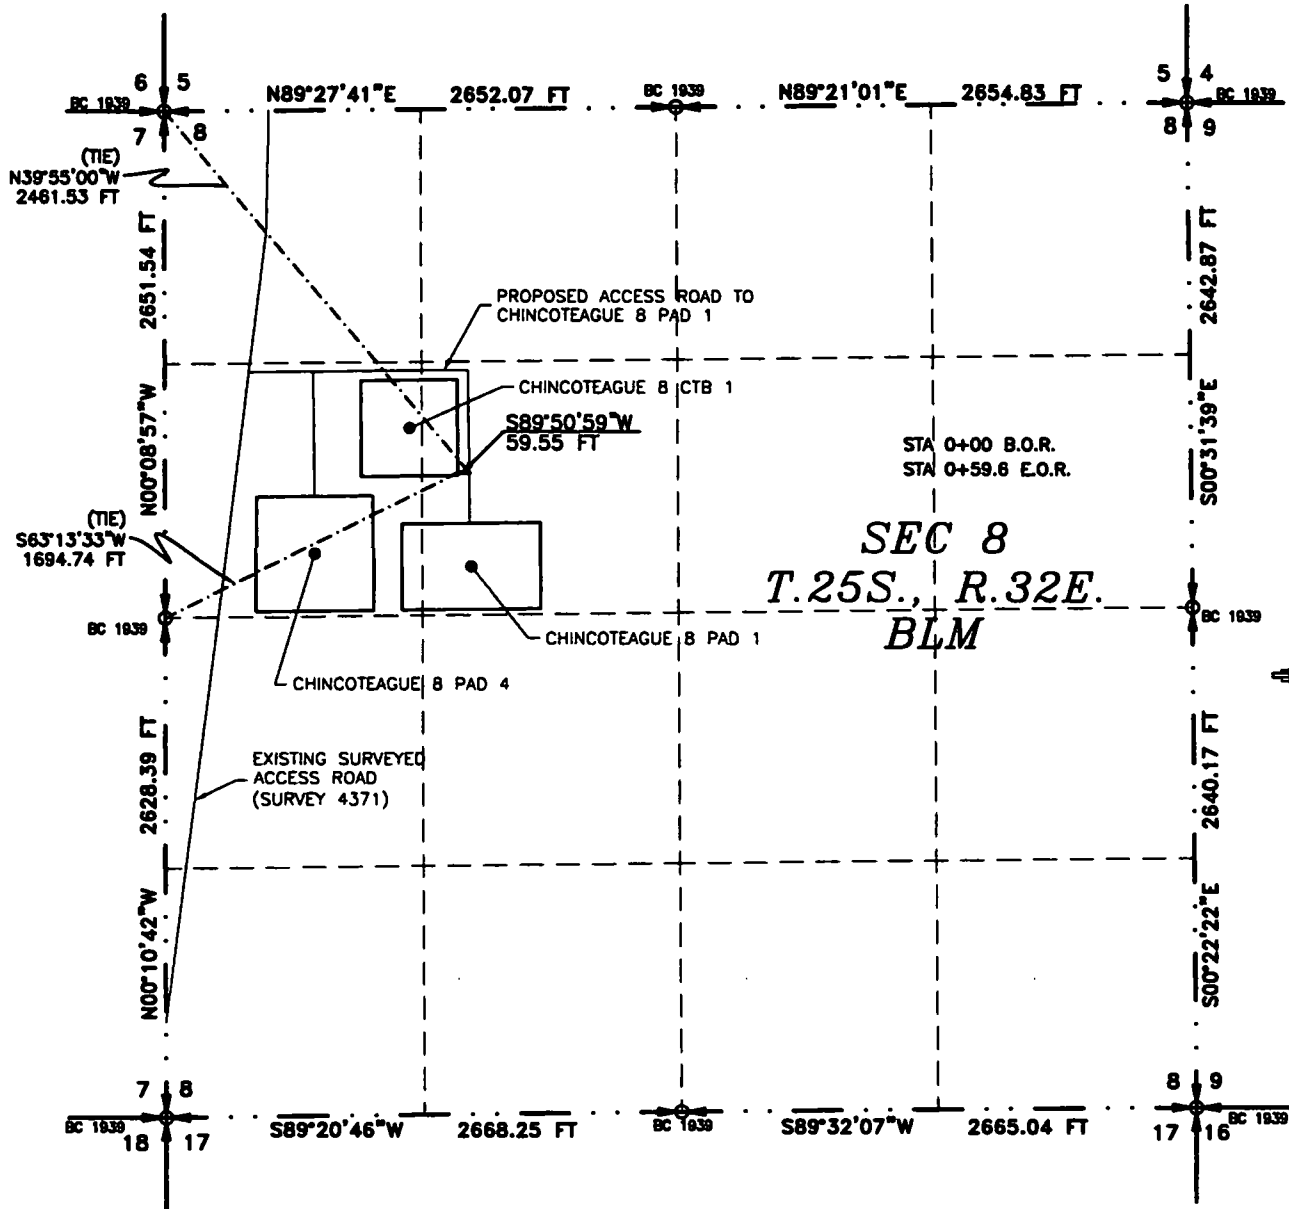 6 5
5 4
BC 1939
N89°27'41"E 2652.07 FT
BC 1939
N89°21'01"E 2654.83 FT
BC 1939
7 8
8 9
(TIE)
N39°55'00"W
2461.53 FT
N00°08'57"W 2651.54 FT
S00°31'39"E 2642.87 FT
PROPOSED ACCESS ROAD TO
CHINCOTEAGUE 8 PAD 1
CHINCOTEAGUE 8 CTB 1
S89°50'59"W
59.55 FT
STA 0+00 B.O.R.
STA 0+59.6 E.O.R.
(TIE)
S63°13'33"W
1694.74 FT
SEC 8
T.25S., R.32E.
BLM
BC 1939
BC 1939
CHINCOTEAGUE 8 PAD 1
CHINCOTEAGUE 8 PAD 4
EXISTING SURVEYED
ACCESS ROAD
(SURVEY 4371)
N00°10'42"W 2628.39 FT
S00°22'22"E 2640.17 FT
7 8
8 9
BC 1939
S89°20'46"W 2668.25 FT
BC 1939
S89°32'07"W 2665.04 FT
BC 1939
18 17
17 16